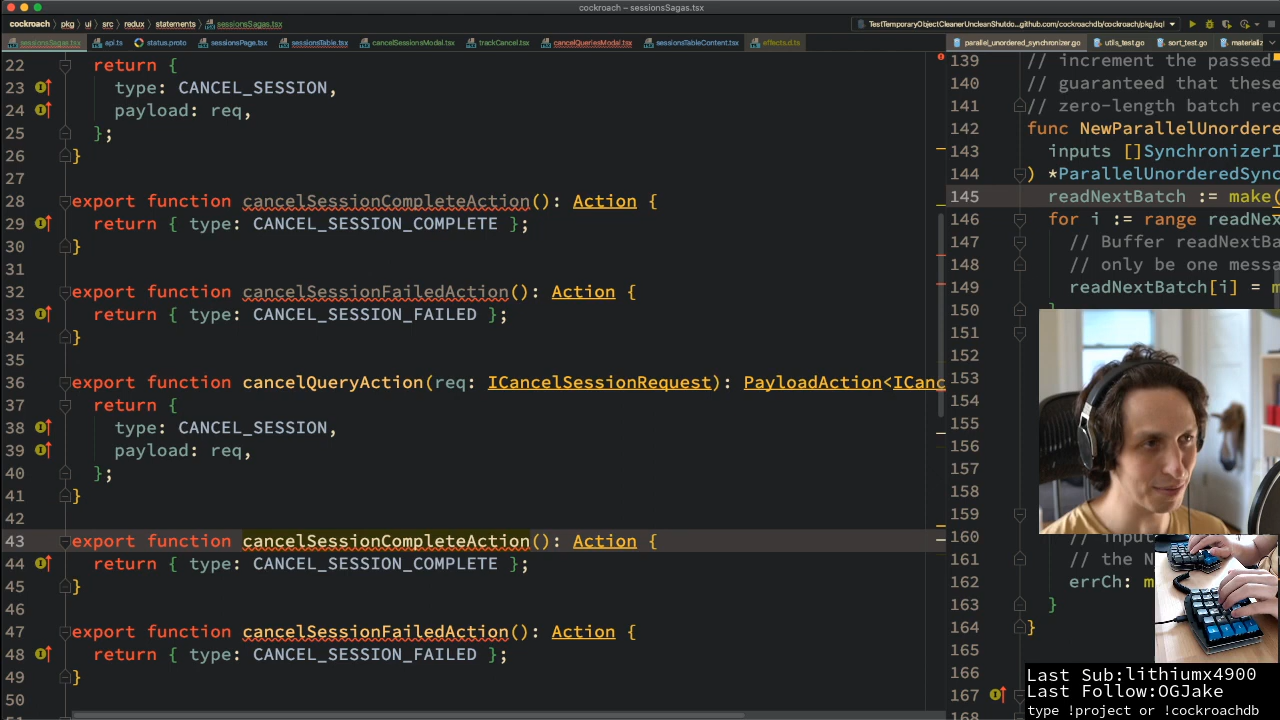 cockroach – sessionsSagas.tsx
cockroach pkg ui src redux statements sessionsSagas.tsx
TestTemporaryObjectCleanerUncleanShutdo...github.com/cockroachdb/cockroach/pkg/sql
sessionsSagas.tsx api.ts status.proto sessionsPage.tsx sessionsTable.tsx cancelSessionsModal.tsx trackCancel.tsx cancelQueriesModal.tsx sessionsTableContent.tsx effects.d.ts
parallel_unordered_synchronizer.go utils_test.go sort_test.go
22 return {
23 type: CANCEL_SESSION,
24 payload: req,
25 };
26 }
27
28 export function cancelSessionCompleteAction(): Action {
29 return { type: CANCEL_SESSION_COMPLETE };
30 }
31
32 export function cancelSessionFailedAction(): Action {
33 return { type: CANCEL_SESSION_FAILED };
34 }
35
36 export function cancelQueryAction(req: ICancelSessionRequest): PayloadAction<ICanc
37 return {
38 type: CANCEL_SESSION,
39 payload: req,
40 };
41 }
42
43 export function cancelSessionCompleteAction(): Action {
44 return { type: CANCEL_SESSION_COMPLETE };
45 }
46
47 export function cancelSessionFailedAction(): Action {
48 return { type: CANCEL_SESSION_FAILED };
49 }
50
139 // increment the passed
140 // guaranteed that these
141 // zero-length batch rec
142 func NewParallelUnordere
143 inputs []SynchronizerI
144 ) *ParallelUnorderedSync
145 readNextBatch := make(
146 for i := range readNex
147 // Buffer readNextBa
148 // only be one messa
149 readNextBatch[i] = m
150
151
152
153
154
155
156
157
158
159
160 // Input
161 // the N
162 errCh: m
163 }
164 }
165
166
167
168
Last Sub:lithiumx4900
Last Follow:OGJake
type !project or !cockroachdb